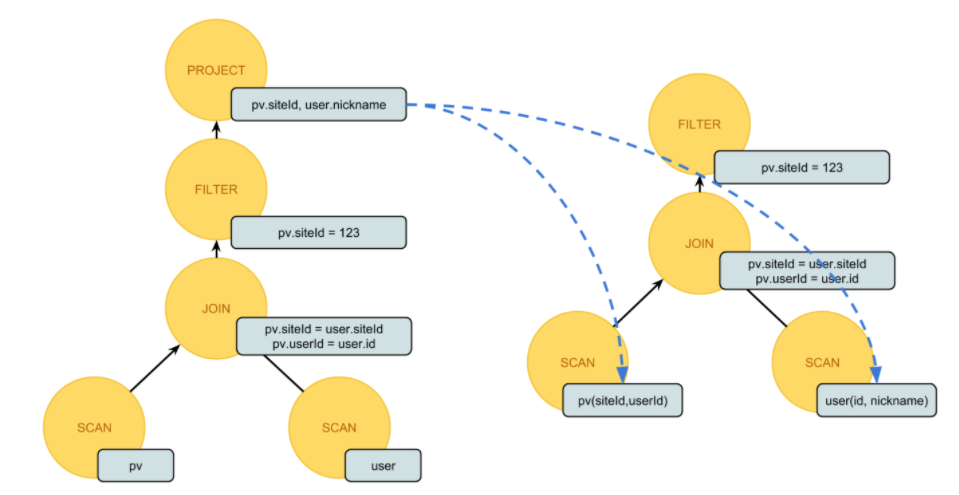 PROJECT
pv.siteId, user.nickname
FILTER
pv.siteId = 123
JOIN
pv.siteId = user.siteId
pv.userId = user.id
SCAN
pv
SCAN
user
FILTER
pv.siteId = 123
JOIN
pv.siteId = user.siteId
pv.userId = user.id
SCAN
pv(siteId,userId)
SCAN
user(id, nickname)